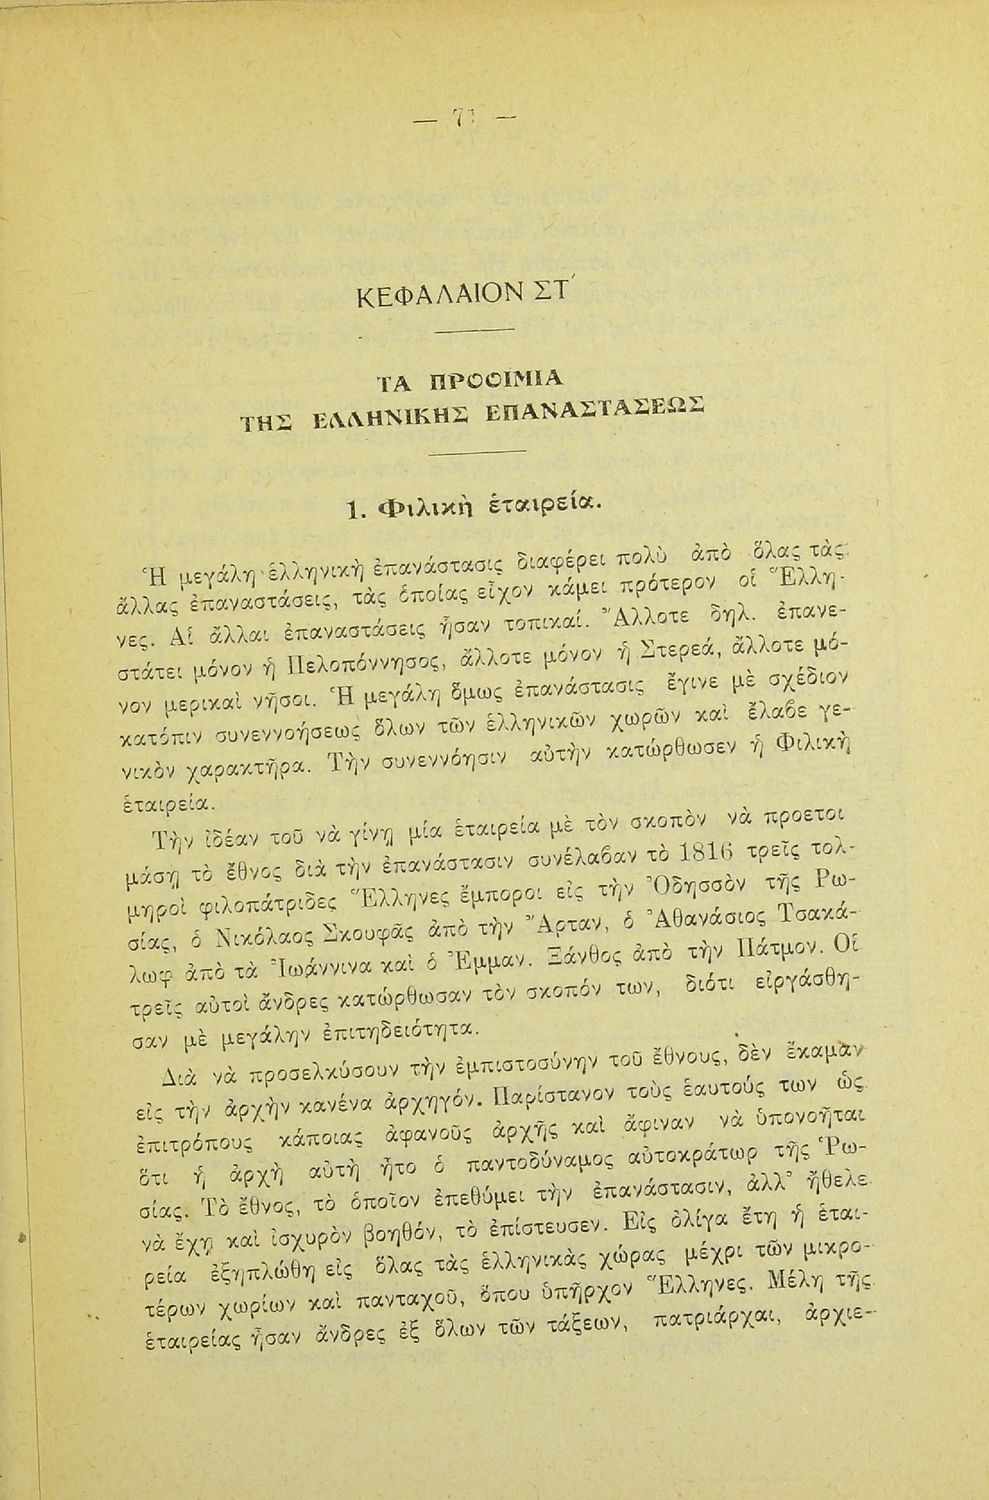 — 71 —
ΚΕΦΑΛΑΙΟΝ ΣΤ΄
ΤΑ ΠΡΟΟΙΜΙΑ
ΤΗΣ ΕΛΛΗΝΙΚΗΣ ΕΠΑΝΑΣΤΑΣΕΩΣ
1. Φιλικὴ ἑταιρεία.
Ἡ μεγάλη ἑλληνικὴ ἐπανάστασις διαφέρει πολὺ ἀπὸ ὅλας τὰς
ἄλλας ἐπαναστάσεις, τὰς ὁποίας εἶχον κάμει πρότερον οἱ Ἕλλη-
νες. Αἱ ἄλλαι ἐπαναστάσεις ἦσαν τοπικαί. Ἄλλοτε δηλ. ἐπανε-
στάτει μόνον ἡ Πελοπόννησος, ἄλλοτε μόνον ἡ Στερεά, ἄλλοτε μό-
νον μερικαὶ νῆσοι. Ἡ μεγάλη ὅμως ἐπανάστασις ἔγινε μὲ σχέδιον
κατόπιν συνεννοήσεως ὅλων τῶν ἑλληνικῶν χωρῶν καὶ ἔλαβε γε-
νικὸν χαρακτῆρα. Τὴν συνεννόησιν αὐτὴν κατώρθωσεν ἡ Φιλικὴ
ἑταιρεία.
Τὴν ἰδέαν τοῦ νὰ γίνῃ μία ἑταιρεία μὲ τὸν σκοπὸν νὰ προετοι
μάσῃ τὸ ἔθνος διὰ τὴν ἐπανάστασιν συνέλαβαν τὸ 1816 τρεῖς τολ-
μηροὶ φιλοπάτριδες Ἕλληνες ἔμποροι εἰς τὴν Ὀδησσὸν τῆς Ρω-
σίας, ὁ Νικόλαος Σκουφᾶς ἀπὸ τὴν Ἄρταν, ὁ Ἀθανάσιος Τσακά-
λωφ ἀπὸ τὰ Ἰωάννινα καὶ ὁ Ἐμμαν. Ξάνθος ἀπὸ τὴν Πάτμον. Οἱ
τρεῖς αὐτοὶ ἄνδρες κατώρθωσαν τὸν σκοπόν των, διότι εἰργάσθη-
σαν μὲ μεγάλην ἐπιτηδειότητα.
Διὰ νὰ προσελκύσουν τὴν ἐμπιστοσύνην τοῦ ἔθνους, δὲν ἔκαμαν
εἰς τὴν ἀρχὴν κανένα ἀρχηγόν. Παρίστανον τοὺς ἑαυτούς των ὡς
ἐπιτρόπους κάποιας ἀφανοῦς ἀρχῆς καὶ ἄφιναν νὰ ὑπονοῆται
ὅτι ἡ ἀρχὴ αὐτὴ ἦτο ὁ παντοδύναμος αὐτοκράτωρ τῆς Ῥω-
σίας. Τὸ ἔθνος, τὸ ὁποῖον ἐπεθύμει τὴν ἐπανάστασιν, ἀλλ’ ἤθελε
νὰ ἔχῃ καὶ ἰσχυρὸν βοηθόν, τὸ ἐπίστευσεν. Εἰς ὀλίγα ἔτη ἡ ἑται-
ρεία ἐξηπλώθη εἰς ὅλας τὰς ἑλληνικὰς χώρας μέχρι τῶν μικρο-
τέρων χωρίων καὶ πανταχοῦ, ὅπου ὑπῆρχον Ἕλληνες. Μέλη τῆς
ἑταιρείας ἦσαν ἄνδρες ἐξ ὅλων τῶν τάξεων, πατριάρχαι, ἀρχιε-